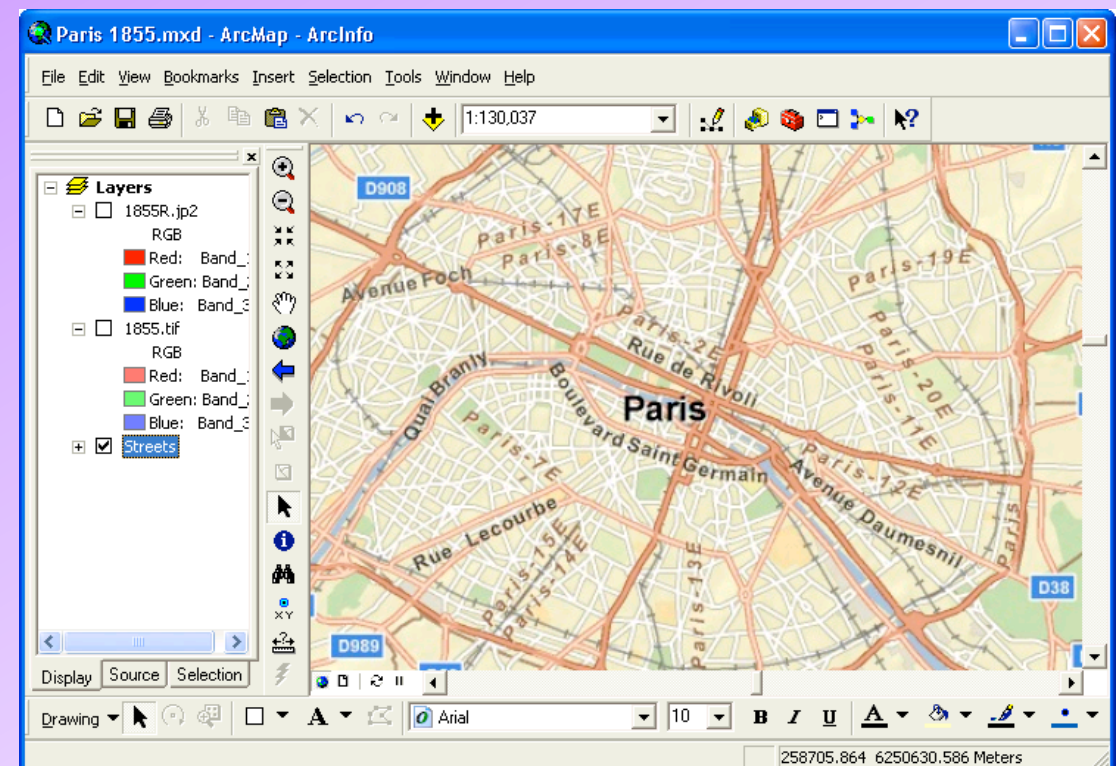 Paris 1855.mxd - ArcMap - ArcInfo
File Edit View Bookmarks Insert Selection Tools Window Help
1:130,037
Layers
1855R.jp2
RGB
Red: Band_
Green: Band_
Blue: Band_3
1855.tif
RGB
Red: Band_
Green: Band_
Blue: Band_3
Streets
Display Source Selection
D908
Paris-17E
Paris-8E
Paris-19E
Avenue Foch
Paris-2E
Paris-20E
Rue de Rivoli
Paris-11E
Quai Branly
Boulevard Saint Germain
Paris
Paris-7E
Paris-12E
Avenue Daumesnil
Rue Lecourbe
Paris-15E
Paris-14E
Paris-13E
Paris
D38
D989
Drawing A Arial 10 B I U A
258705.864 6250630.586 Meters